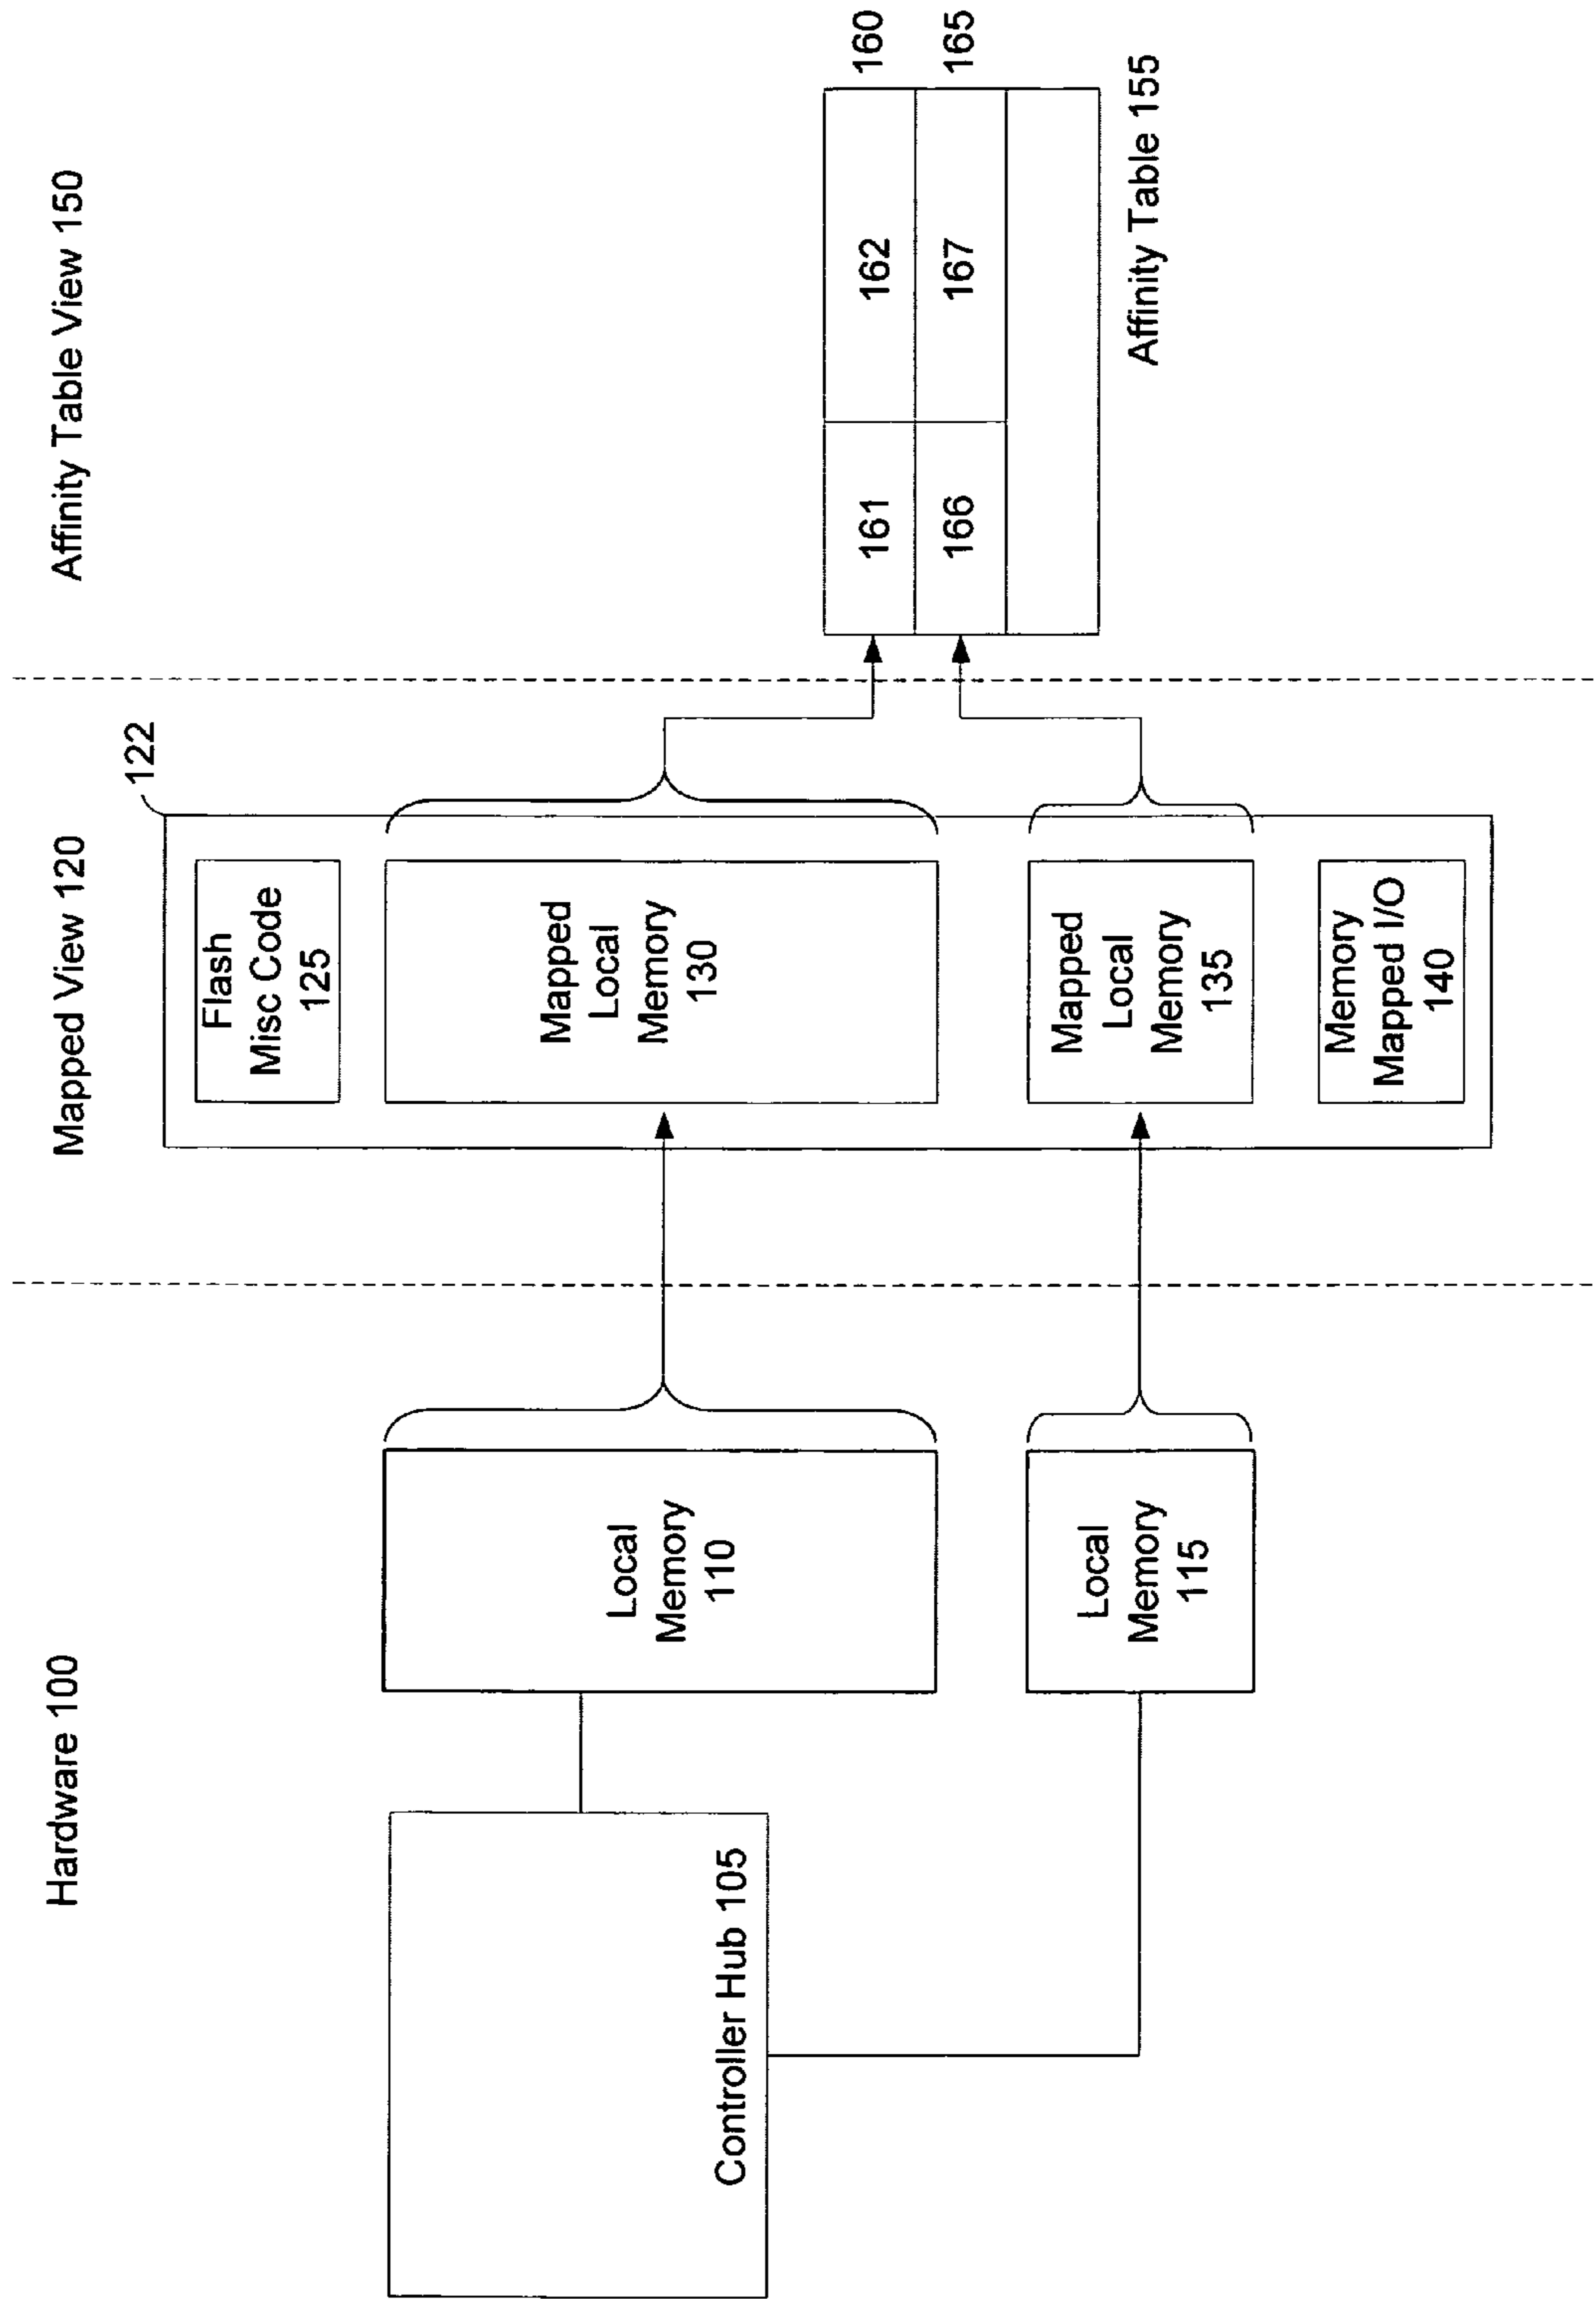 Hardware 100
Mapped View 120
Affinity Table View 150
122
Flash
Misc Code
125
Local
Memory
110
Mapped
Local
Memory
130
161
162
160
166
167
165
Affinity Table 155
Controller Hub 105
Local
Memory
115
Mapped
Local
Memory
135
Memory
Mapped I/O
140